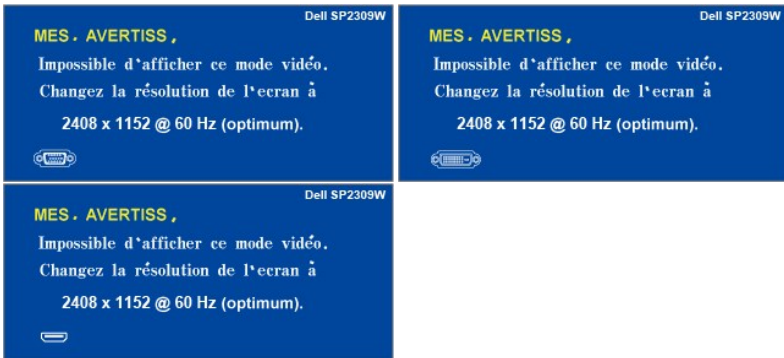 Dell SP2309W
MES. AVERTISS,
Impossible d'afficher ce mode vidéo.
Changez la résolution de l'ecran à
2408 x 1152 @ 60 Hz (optimum).
Dell SP2309W
MES. AVERTISS,
Impossible d'afficher ce mode vidéo.
Changez la résolution de l'ecran à
2408 x 1152 @ 60 Hz (optimum).
Dell SP2309W
MES. AVERTISS,
Impossible d'afficher ce mode vidéo.
Changez la résolution de l'ecran à
2408 x 1152 @ 60 Hz (optimum).